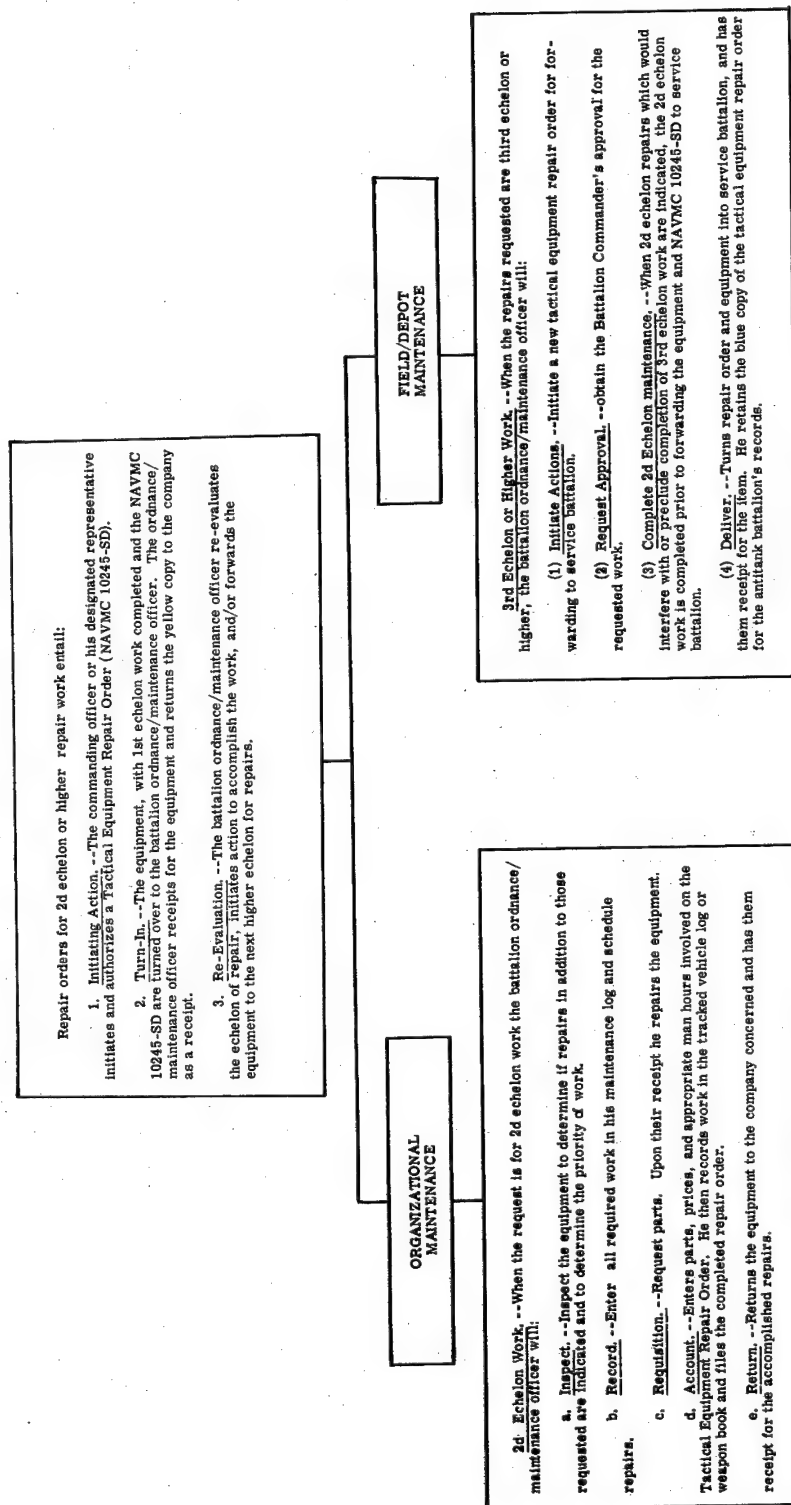 Repair orders for 2d echelon or higher repair work entail:
1. Initiating Action. --The commanding officer or his designated representative
initiates and authorizes a Tactical Equipment Repair Order (NAVMC 10245-SD).
2. Turn-In. --The equipment, with 1st echelon work completed and the NAVMC
10245-SD are turned over to the battalion ordnance/maintenance officer. The ordnance/
maintenance officer receipts for the equipment and returns the yellow copy to the company
as a receipt.
3. Re-Evaluation. --The battalion ordnance/maintenance officer re-evaluates
the echelon of repair, initiates action to accomplish the work, and/or forwards the
equipment to the next higher echelon for repairs.
ORGANIZATIONAL
MAINTENANCE
2d Echelon Work. --When the request is for 2d echelon work the battalion ordnance/
maintenance officer will:
a. Inspect. --Inspect the equipment to determine if repairs in addition to those
requested are indicated and to determine the priority of work.
b. Record. --Enter all required work in his maintenance log and schedule
repairs.
c. Requisition. --Request parts. Upon their receipt he repairs the equipment.
d. Account. --Enters parts, prices, and appropriate man hours involved on the
Tactical Equipment Repair Order. He then records work in the tracked vehicle log or
weapon book and files the completed repair order.
e. Return. --Returns the equipment to the company concerned and has them
receipt for the accomplished repairs.
FIELD/DEPOT
MAINTENANCE
3rd Echelon or Higher Work. --When the repairs requested are third echelon or
higher, the battalion ordnance/maintenance officer will:
(1) Initiate Actions. --Initiate a new tactical equipment repair order for for-
warding to service battalion.
(2) Request Approval. --obtain the Battalion Commander's approval for the
requested work.
(3) Complete 2d Echelon maintenance. --When 2d echelon repairs which would
interfere with or preclude completion of 3rd echelon work are indicated, the 2d echelon
work is completed prior to forwarding the equipment and NAVMC 10245-SD to service
battalion.
(4) Deliver. --Turns repair order and equipment into service battalion, and has
them receipt for the item. He retains the blue copy of the tactical equipment repair order
for the antitank battalion's records.